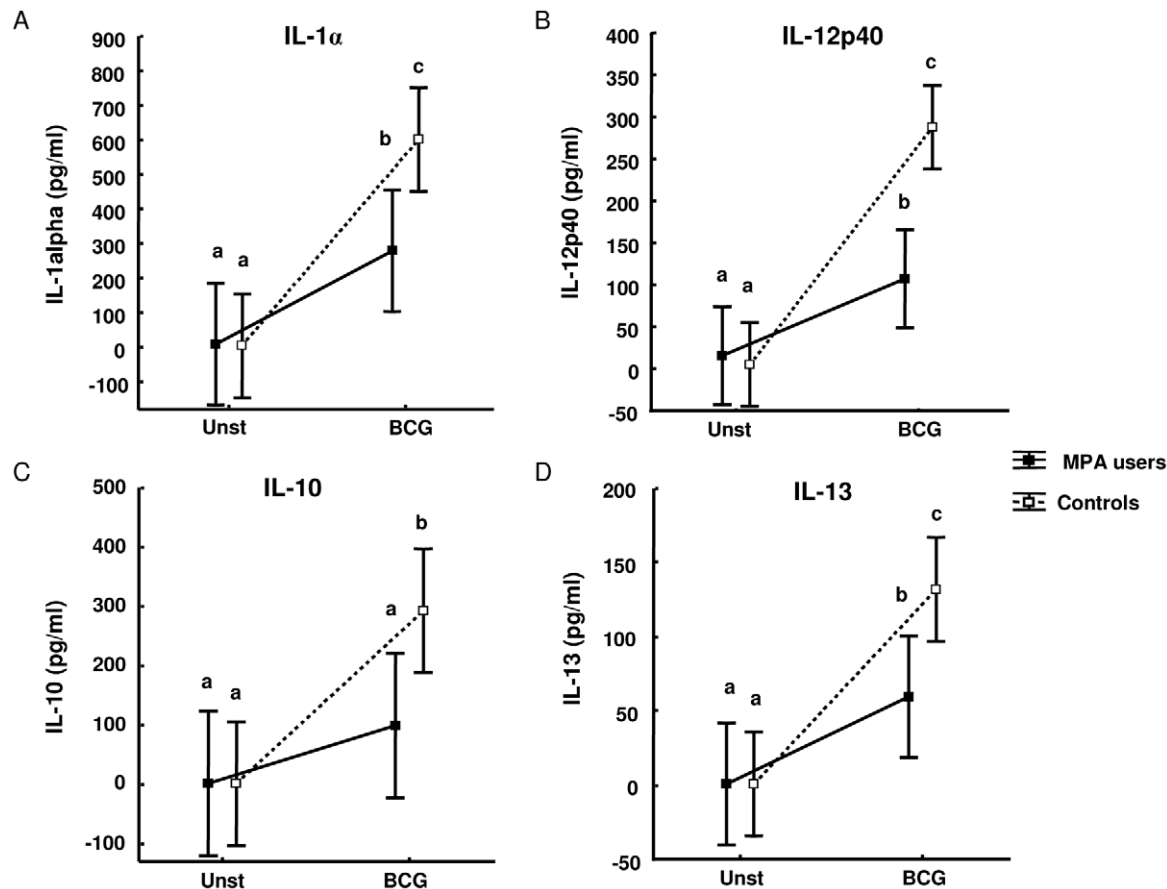 A
IL-1α
900
800
700
600
500
400
300
200
100
0
-100
IL-1alpha (pg/ml)
a
a
b
c
Unst
BCG
B
IL-12p40
400
350
300
250
200
150
100
50
0
-50
IL-12p40 (pg/ml)
a
a
b
c
Unst
BCG
C
IL-10
500
400
300
200
100
0
-100
IL-10 (pg/ml)
a
a
a
b
Unst
BCG
D
IL-13
200
150
100
50
0
-50
IL-13 (pg/ml)
a
a
b
c
Unst
BCG
MPA users
Controls